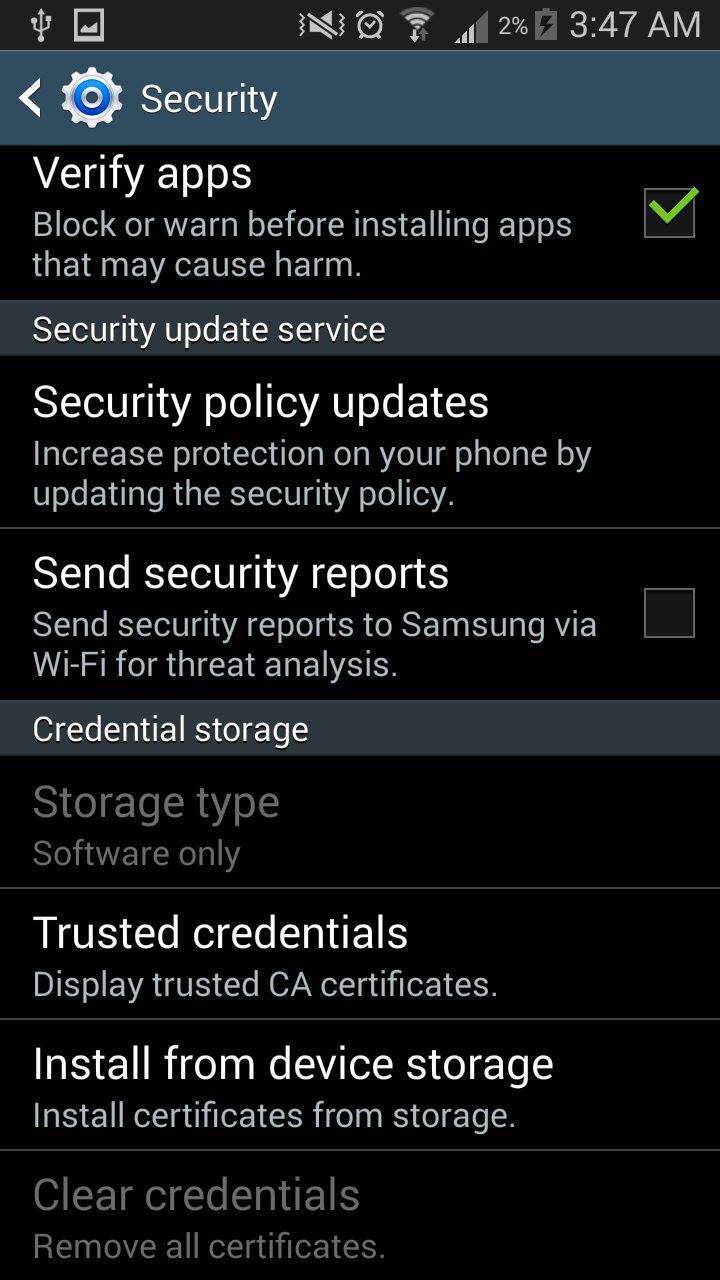 2% 3:47 AM
Security
Verify apps
Block or warn before installing apps
that may cause harm.
Security update service
Security policy updates
Increase protection on your phone by
updating the security policy.
Send security reports
Send security reports to Samsung via
Wi-Fi for threat analysis.
Credential storage
Storage type
Software only
Trusted credentials
Display trusted CA certificates.
Install from device storage
Install certificates from storage.
Clear credentials
Remove all certificates.